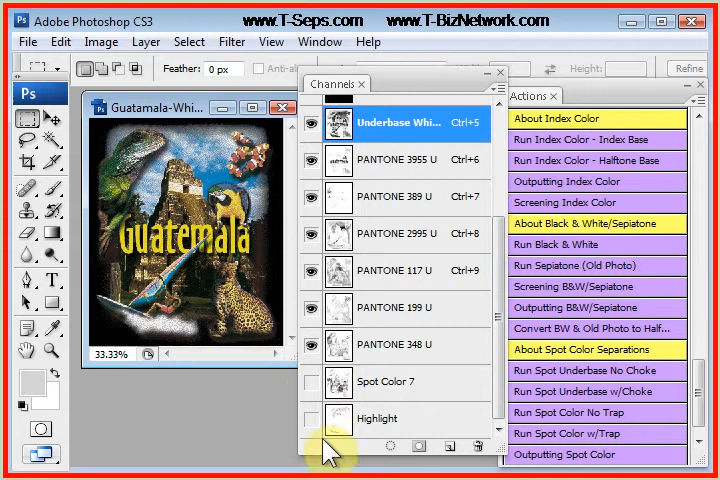 Adobe Photoshop CS3
www.T-Seps.com www.T-BizNetwork.com
File Edit Image Layer Select Filter View Window Help
Feather: 0 px Anti-ali Height: Refine
Ps
Guatamala-Whi...
Guatemala
33.33%
Channels
Underbase Whi... Ctrl+5
PANTONE 3955 U Ctrl+6
PANTONE 389 U Ctrl+7
PANTONE 2995 U Ctrl+8
PANTONE 117 U Ctrl+9
PANTONE 199 U
PANTONE 348 U
Spot Color 7
Highlight
Actions
About Index Color
Run Index Color - Index Base
Run Index Color - Halftone Base
Outputting Index Color
Screening Index Color
About Black & White/Sepiatone
Run Black & White
Run Sepiatone (Old Photo)
Screening B&W/Sepiatone
Outputting B&W/Sepiatone
Convert BW & Old Photo to Half...
About Spot Color Separations
Run Spot Underbase No Choke
Run Spot Underbase w/Choke
Run Spot Color No Trap
Run Spot Color w/Trap
Outputting Spot Color